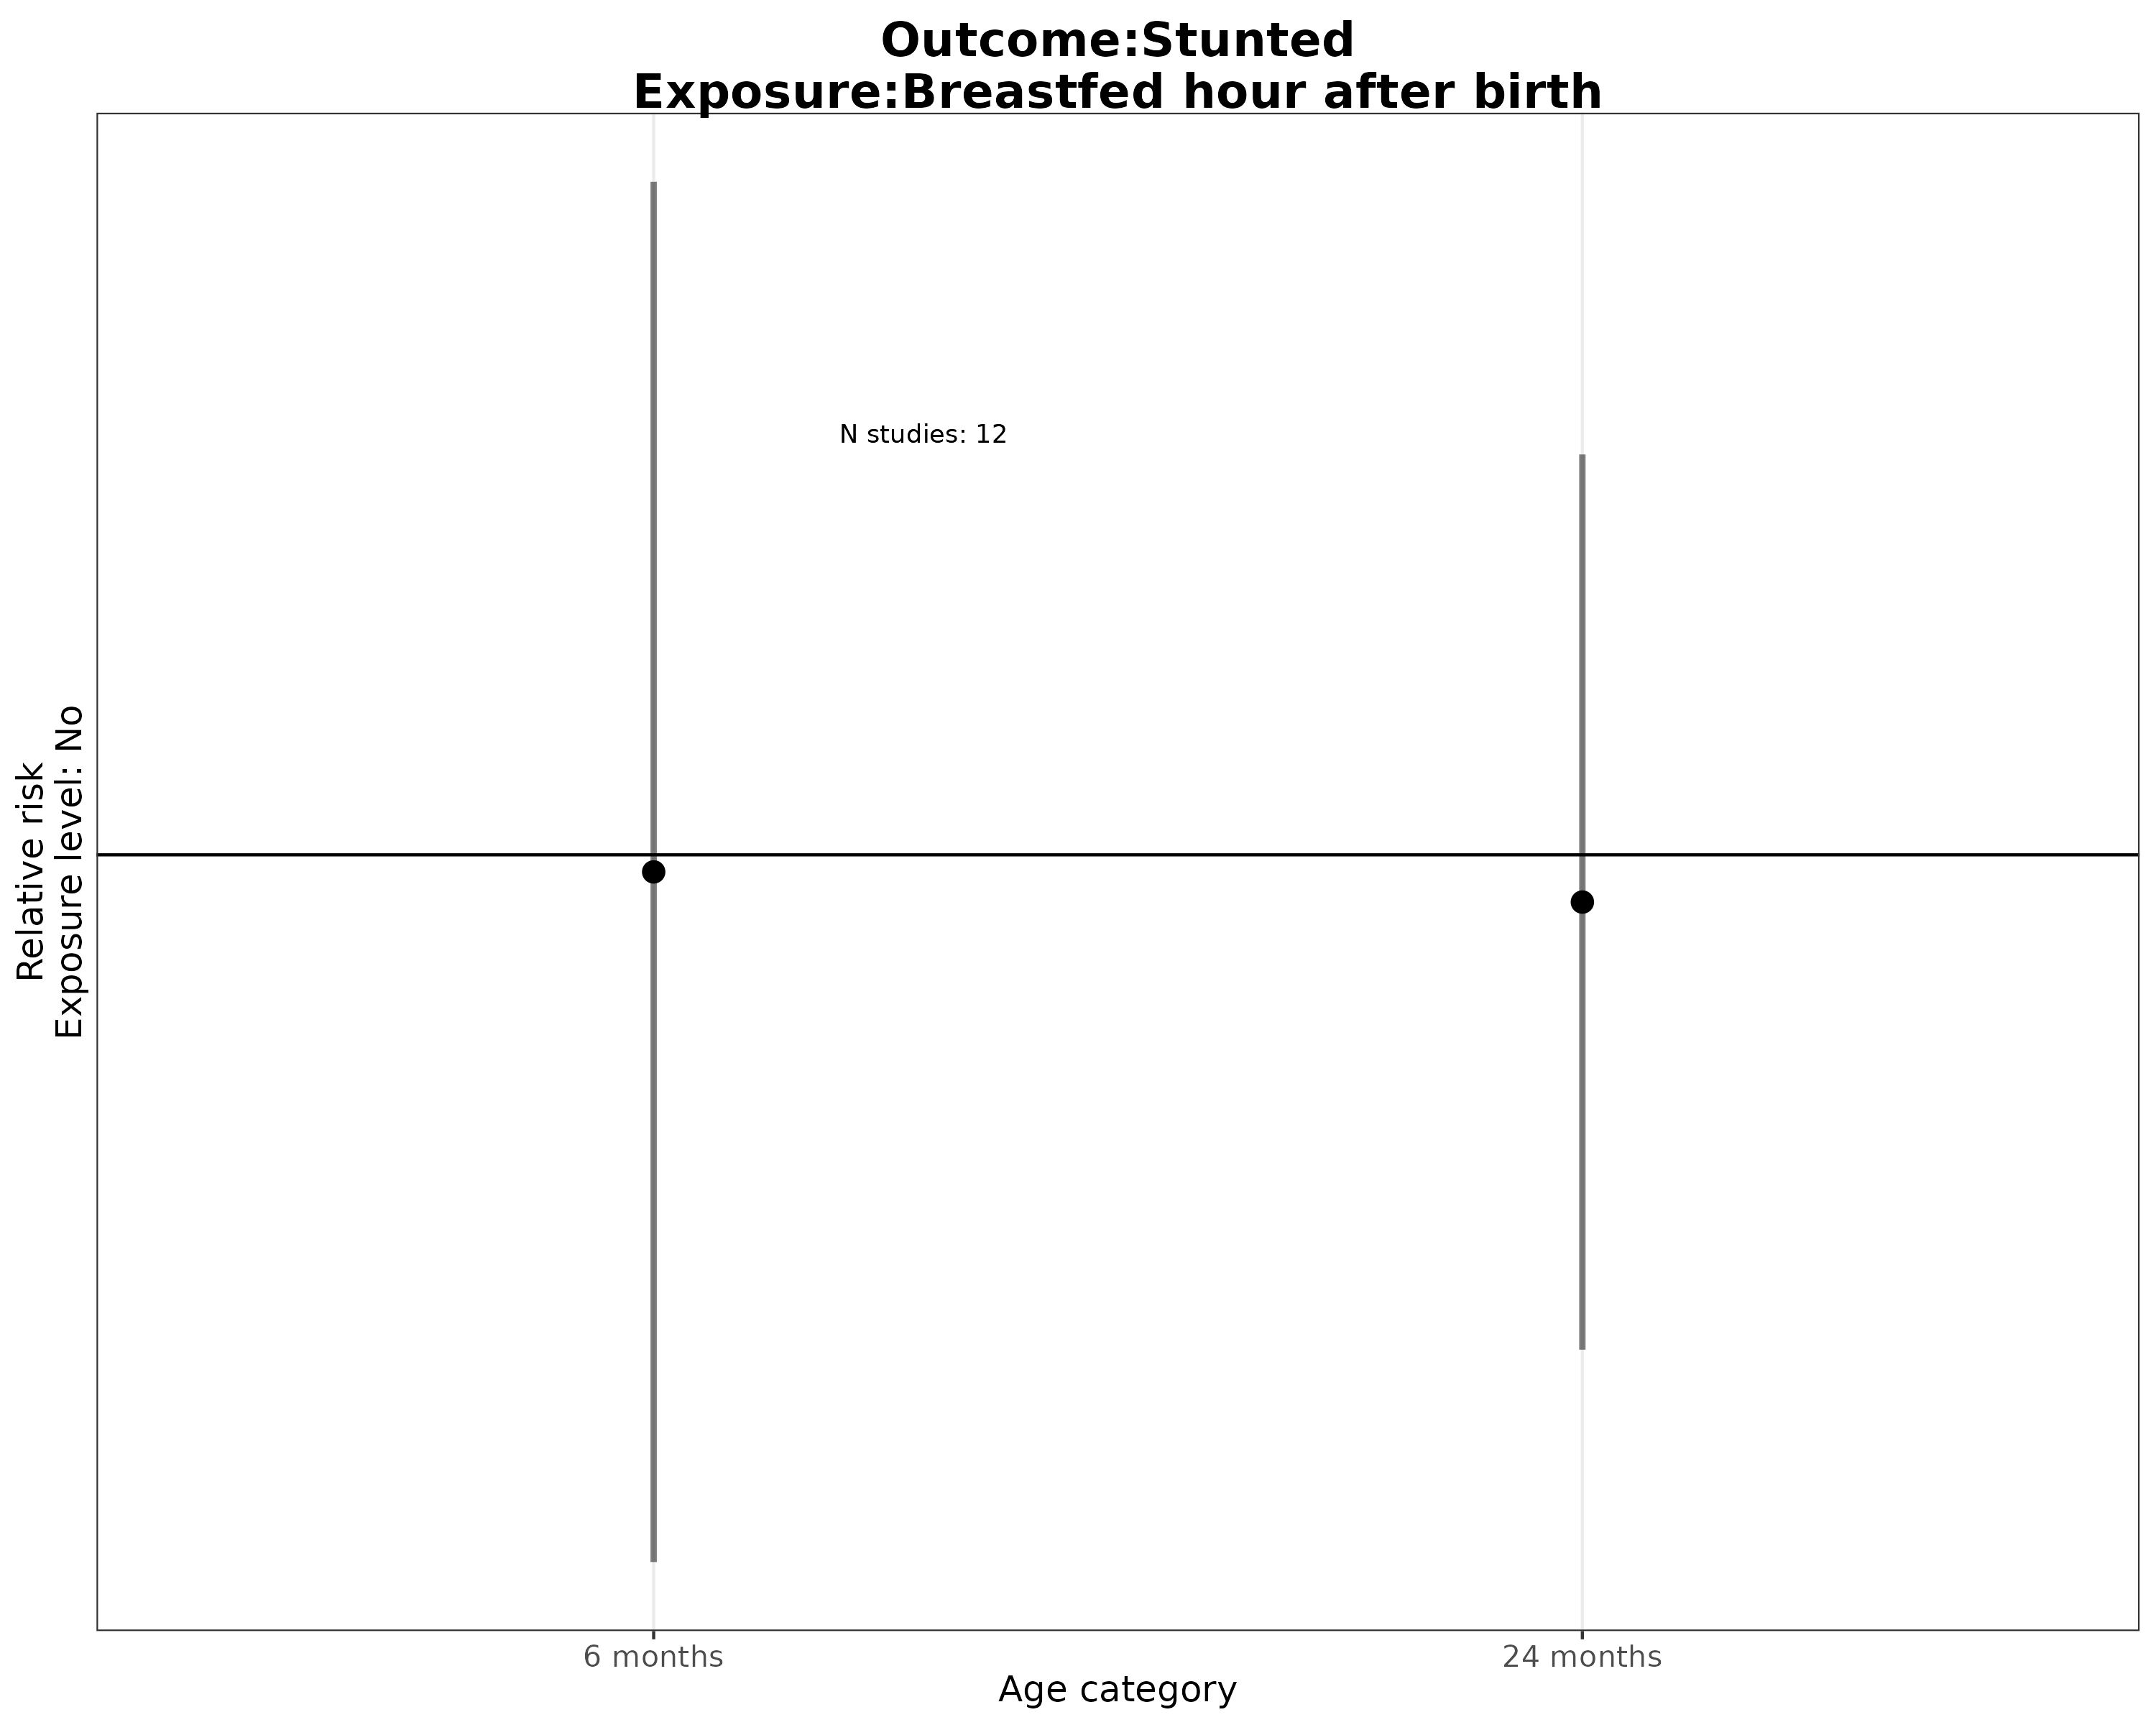 Outcome:Stunted
Exposure:Breastfed hour after birth
N studies: 12
Relative risk
Exposure level: No
6 months
24 months
Age category